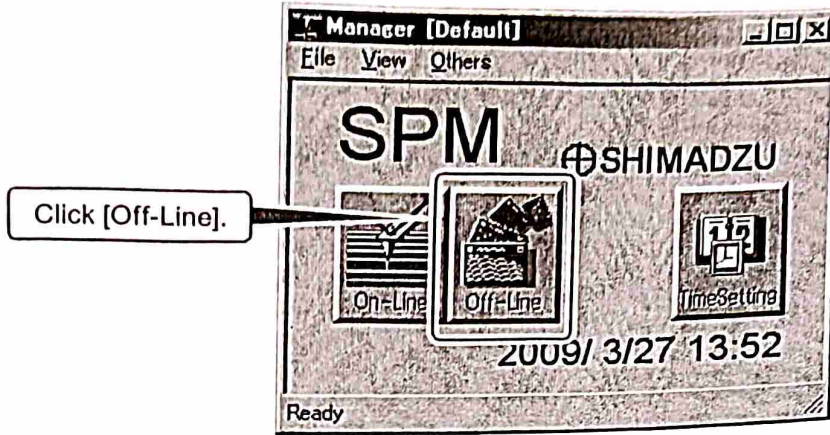 Manager [Default]
File View Others
SPM
SHIMADZU
Click [Off-Line].
On-Line
Off-Line
12
TimeSetting
2009/ 3/27 13:52
Ready